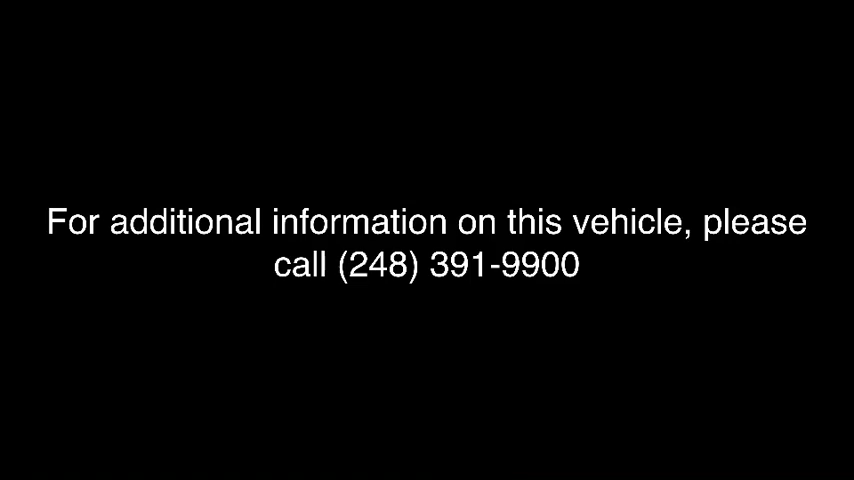 For additional information on this vehicle, please
call (248) 391-9900